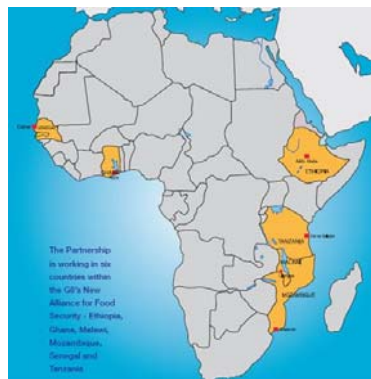 ETHIOPIA
TANZANIA
MALAWI
MOZAMBIQUE
The Partnership
is working in six
countries within
the G8's New
Alliance for Food
Security - Ethiopia,
Ghana, Malawi,
Mozambique,
Senegal and
Tanzania